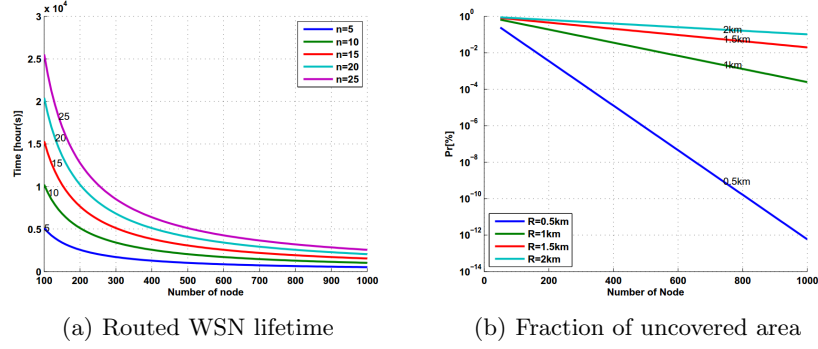 x 10^4
3
2.5
2
1.5
1
0.5
0
Time [hour(s)]
n=5
n=10
n=15
n=20
n=25
25
20
15
10
5
100 200 300 400 500 600 700 800 900 1000
Number of node
(a) Routed WSN lifetime
10^0
10^−2
10^−4
10^−6
10^−8
10^−10
10^−12
10^−14
Pr[%]
2km
1.5km
1km
0.5km
R=0.5km
R=1km
R=1.5km
R=2km
0 200 400 600 800 1000
Number of Node
(b) Fraction of uncovered area